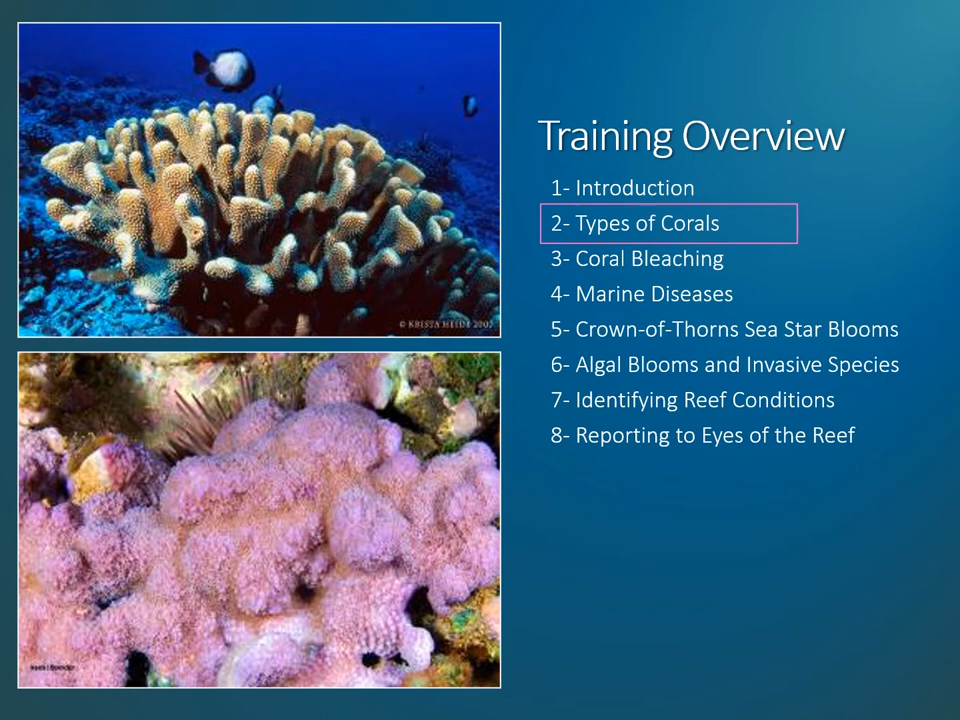 Training Overview
1- Introduction
2- Types of Corals
3- Coral Bleaching
4- Marine Diseases
5- Crown-of-Thorns Sea Star Blooms
6- Algal Blooms and Invasive Species
7- Identifying Reef Conditions
8- Reporting to Eyes of the Reef
© KRISTA HEIDE 2007